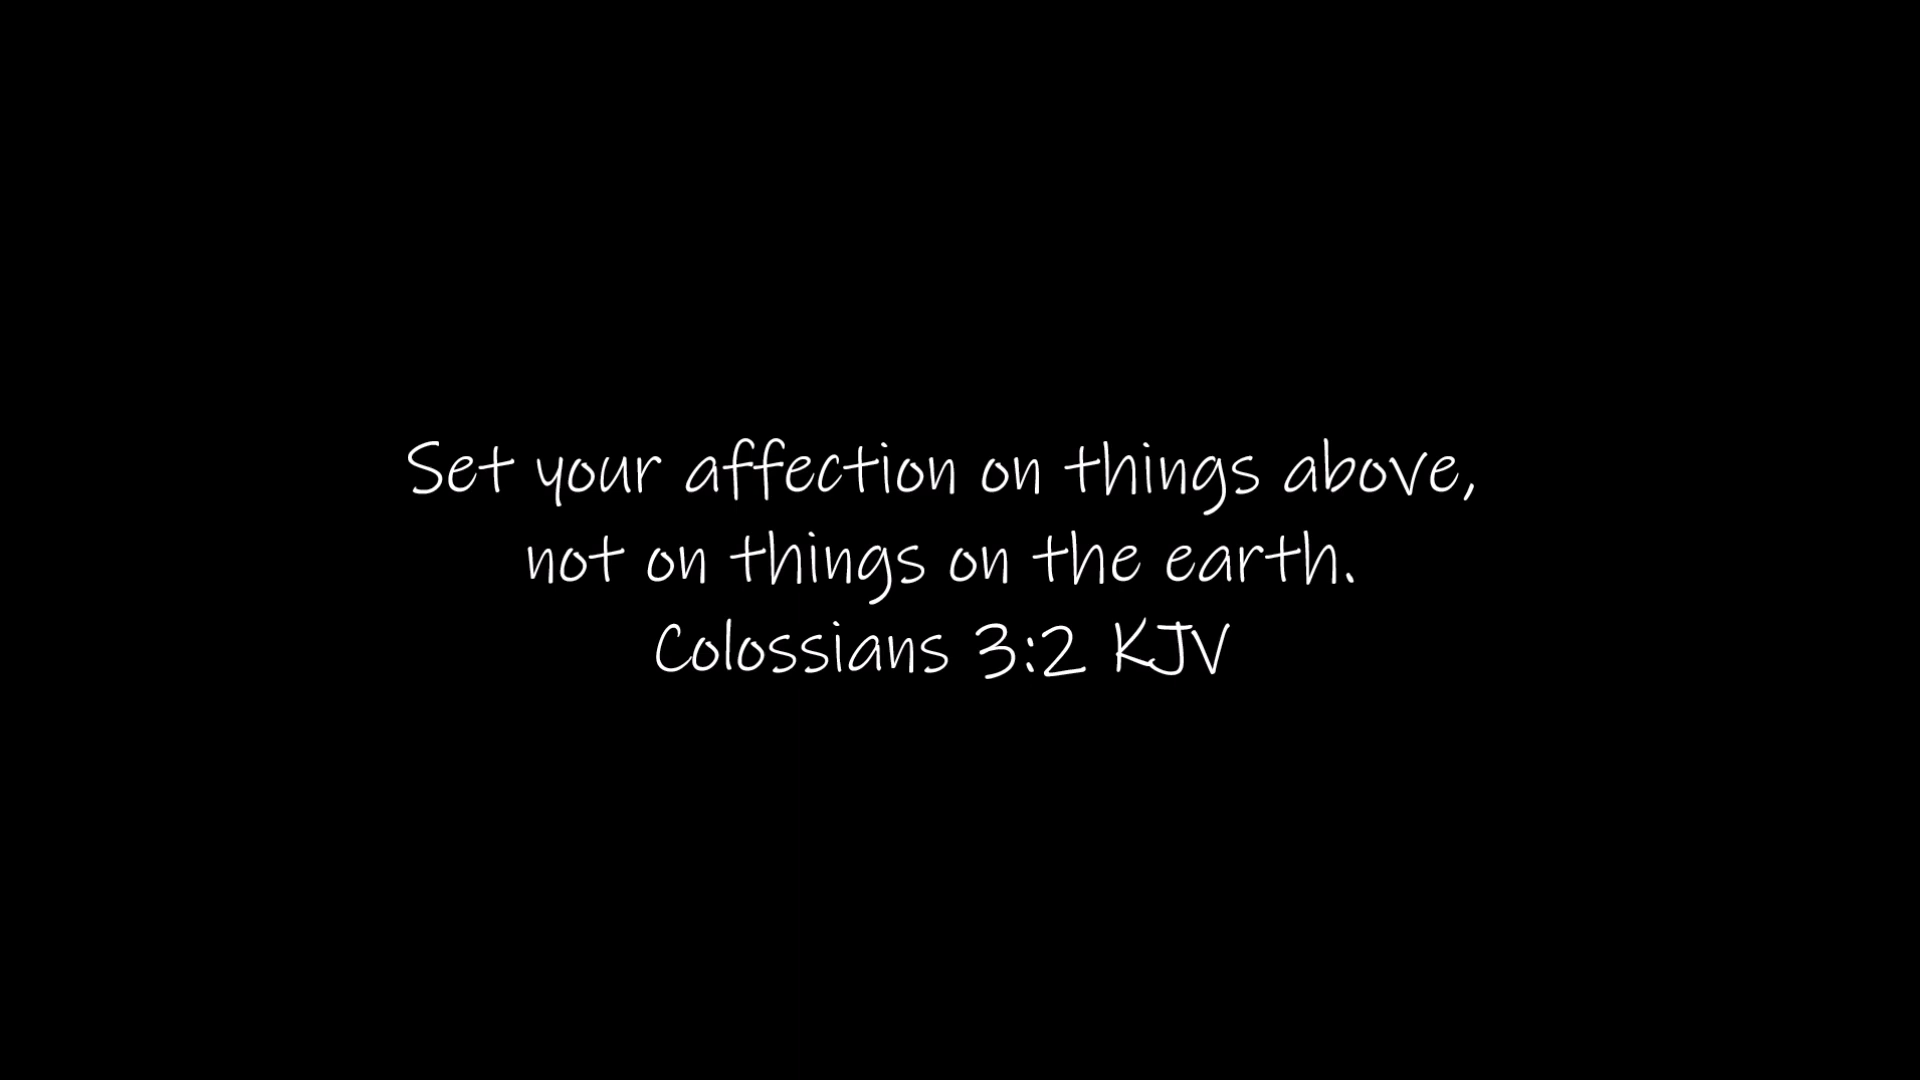 Set your affection on things above,
not on things on the earth.
Colossians 3:2 KJV